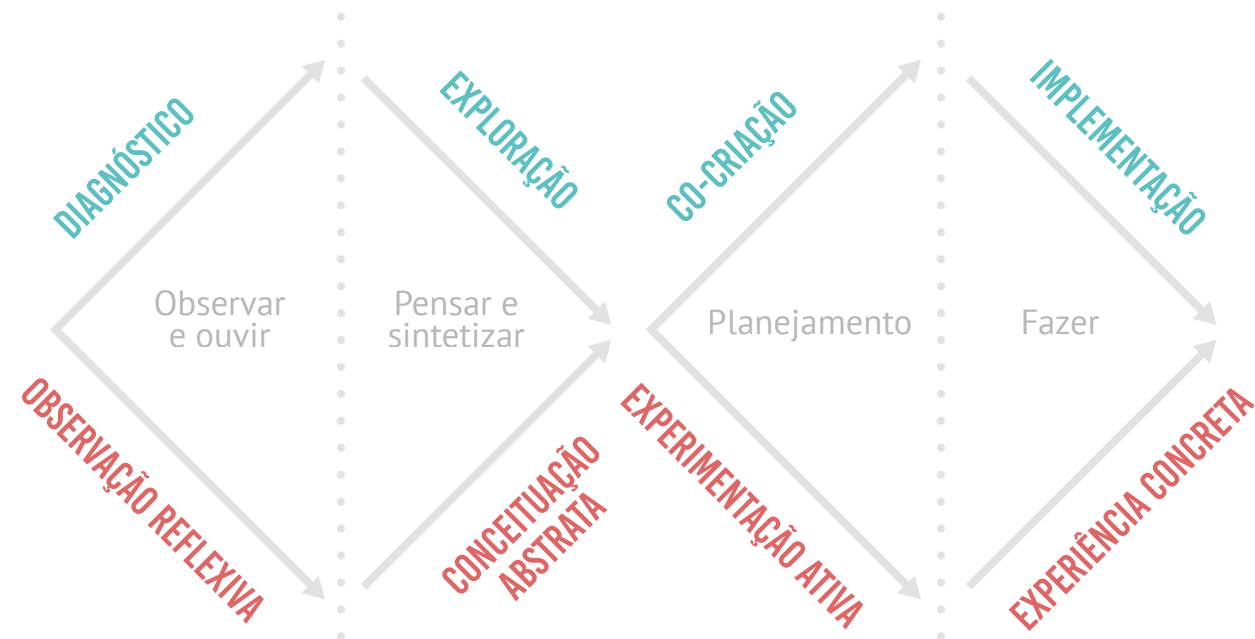 DIAGNÓSTICO
EXPLORAÇÃO
CO-CRIAÇÃO
IMPLEMENTAÇÃO
Observar
e ouvir
Pensar e
sintetizar
Planejamento
Fazer
OBSERVAÇÃO REFLEXIVA
CONCEITUAÇÃO
ABSTRATA
EXPERIMENTAÇÃO ATIVA
EXPERIÊNCIA CONCRETA